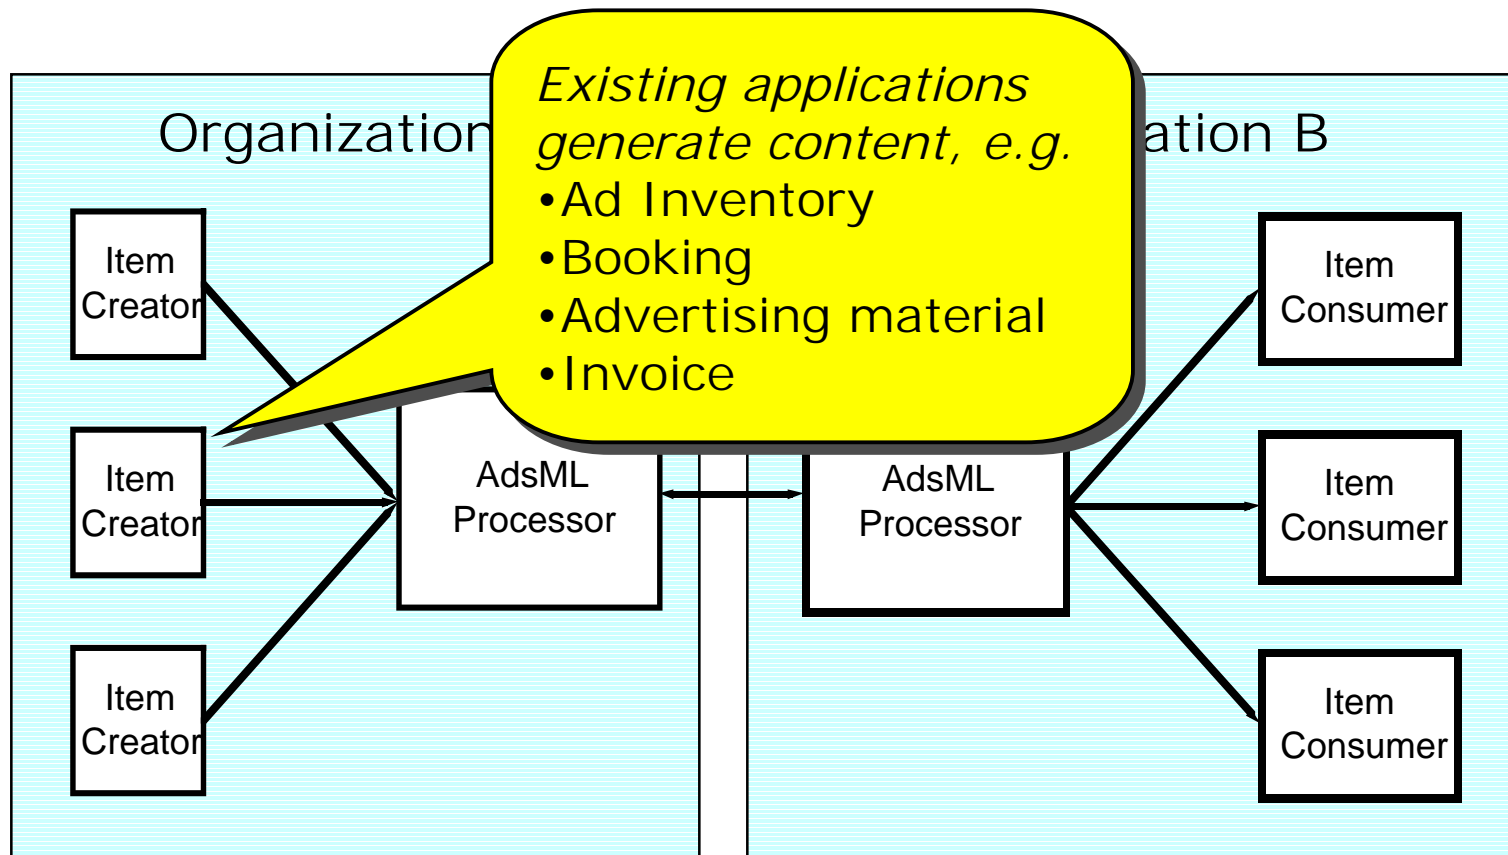 Existing applications
generate content, e.g.
•Ad Inventory
•Booking
•Advertising material
•Invoice
Organization
ation B
Item
Creator
Item
Creator
Item
Creator
AdsML
Processor
AdsML
Processor
Item
Consumer
Item
Consumer
Item
Consumer